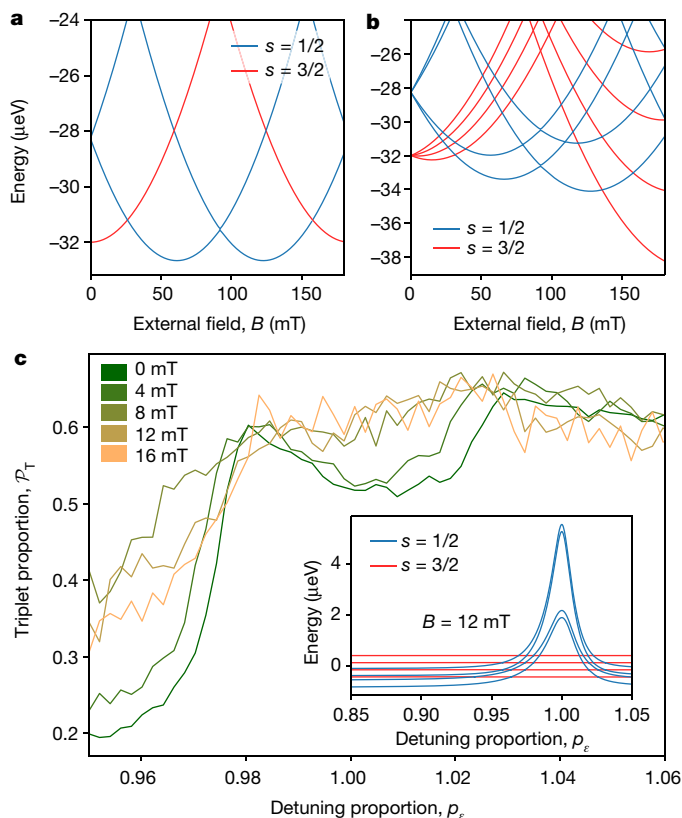 a
−24
−28
−31
−32
Energy (μeV)
s = 1/2
s = 3/2
0
50
100
150
External field, B (mT)
b
−26
−28
−30
−32
−34
−36
−38
s = 1/2
s = 3/2
0
50
100
150
External field, B (mT)
c
0 mT
4 mT
8 mT
12 mT
16 mT
0.6
0.5
0.4
0.3
0.2
Triplet proportion, 𝒫T
0.96
0.98
1.00
1.02
1.04
1.06
Detuning proportion, pε
s = 1/2
s = 3/2
B = 12 mT
4
2
0
Energy (μeV)
0.85
0.90
0.95
1.00
1.05
Detuning proportion, pε